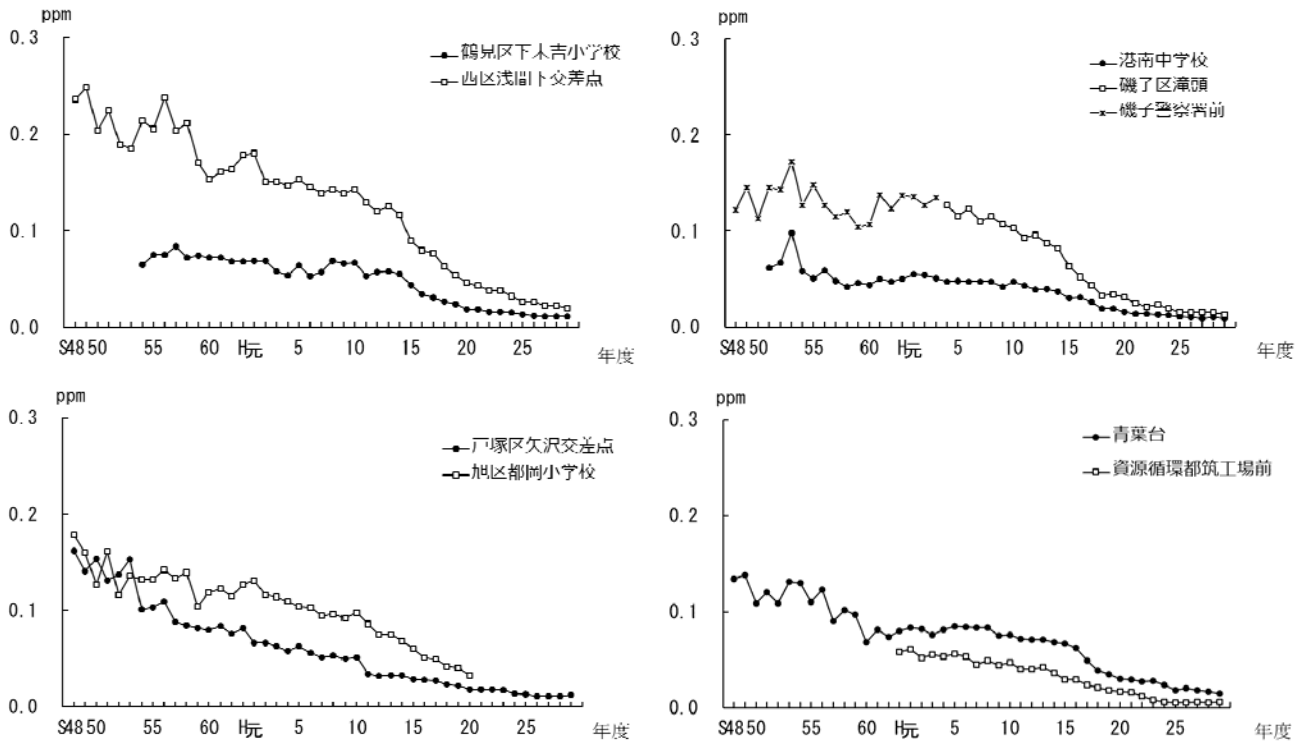 ppm
0.3
鶴見区下末吉小学校
西区浅間下交差点
0.2
0.1
0.0
S48 50 55 60 H元 5 10 15 20 25 年度
ppm
0.3
港南中学校
磯子区滝頭
磯子警察署前
0.2
0.1
0.0
S48 50 55 60 H元 5 10 15 20 25 年度
ppm
0.3
戸塚区矢沢交差点
旭区都岡小学校
0.2
0.1
0.0
S48 50 55 60 H元 5 10 15 20 25 年度
ppm
0.3
青葉台
資源循環都筑工場前
0.2
0.1
0.0
S48 50 55 60 H元 5 10 15 20 25 年度